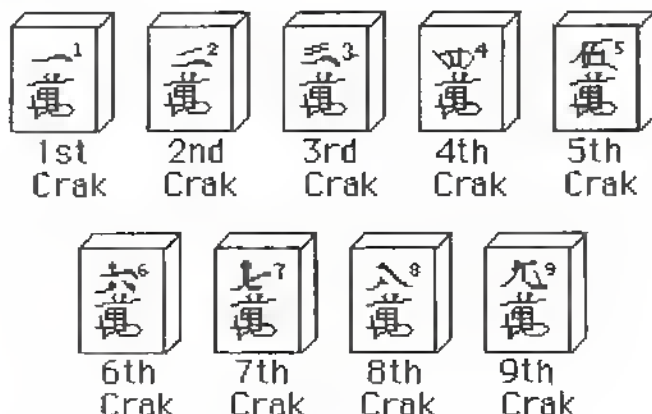 一1 二2 三3 四4 伍5
萬 萬 萬 萬 萬
1st 2nd 3rd 4th 5th
Crak Crak Crak Crak Crak
六6 七7 八8 九9
萬 萬 萬 萬
6th 7th 8th 9th
Crak Crak Crak Crak